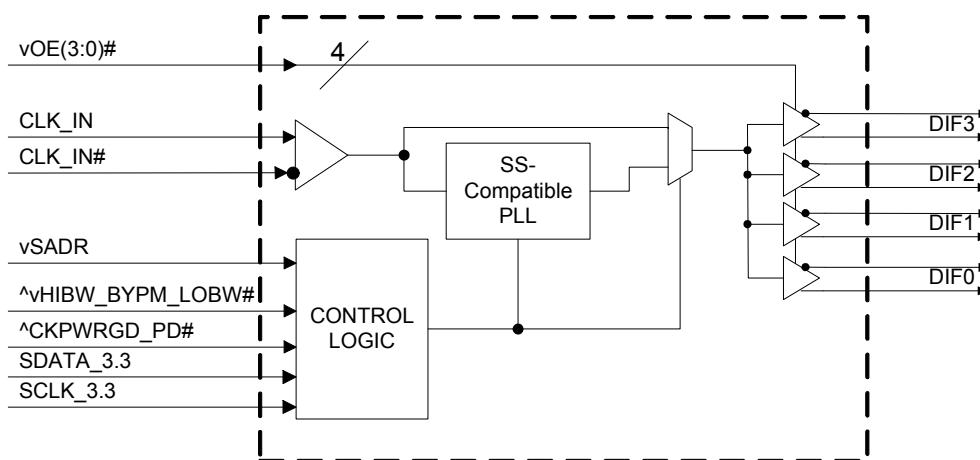 vOE(3:0)#
4
CLK_IN
CLK_IN#
SS-
Compatible
PLL
DIF3
DIF2
DIF1
DIF0
vSADR
^vHIBW_BYPM_LOBW#
^CKPWRGD_PD#
SDATA_3.3
SCLK_3.3
CONTROL
LOGIC